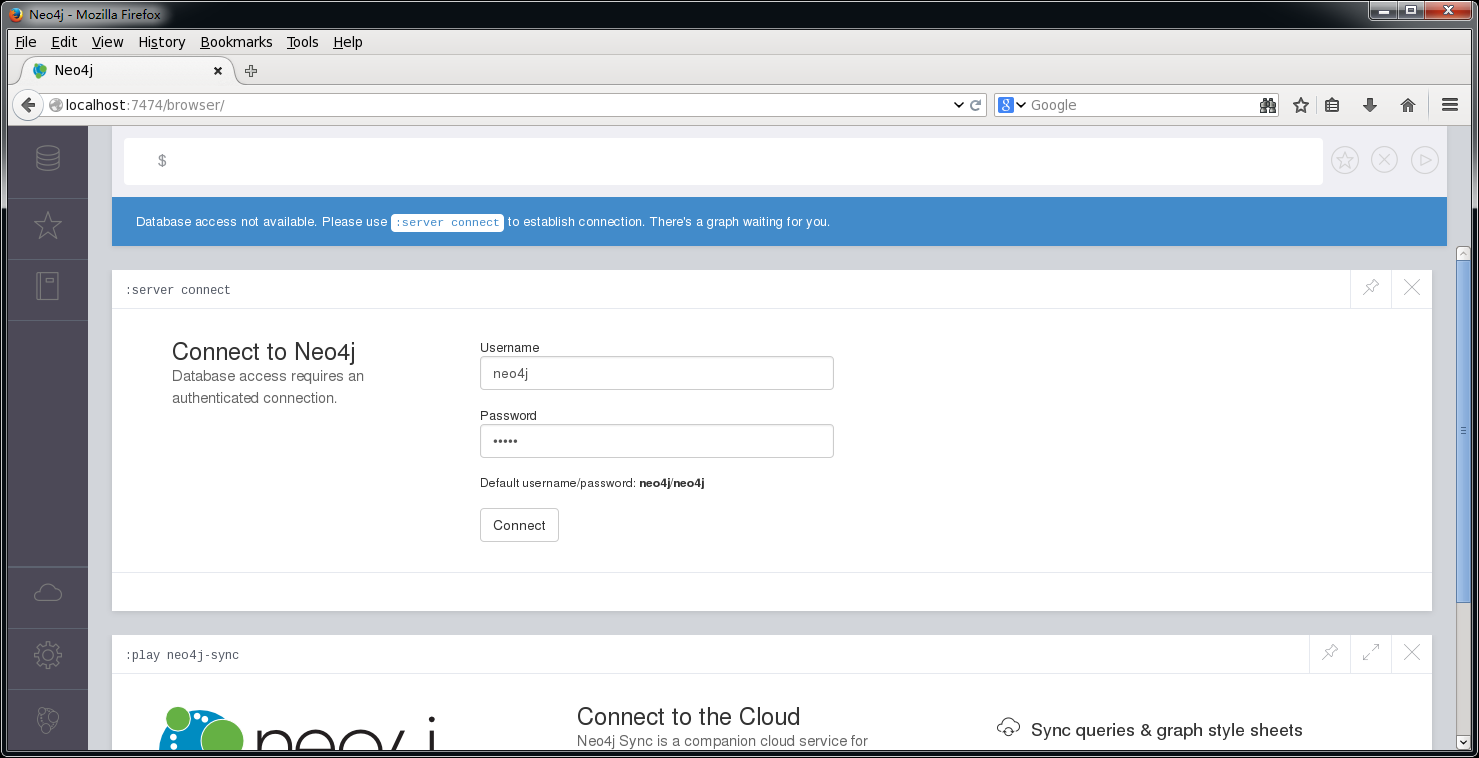 Neo4j - Mozilla Firefox
File Edit View History Bookmarks Tools Help
Neo4j
localhost:7474/browser/
8 Google
$
Database access not available. Please use :server connect to establish connection. There's a graph waiting for you.
:server connect
Connect to Neo4j
Database access requires an
authenticated connection.
Username
neo4j
Password
•••••
Default username/password: neo4j/neo4j
Connect
:play neo4j-sync
neo4j
Connect to the Cloud
Neo4j Sync is a companion cloud service for
Sync queries & graph style sheets